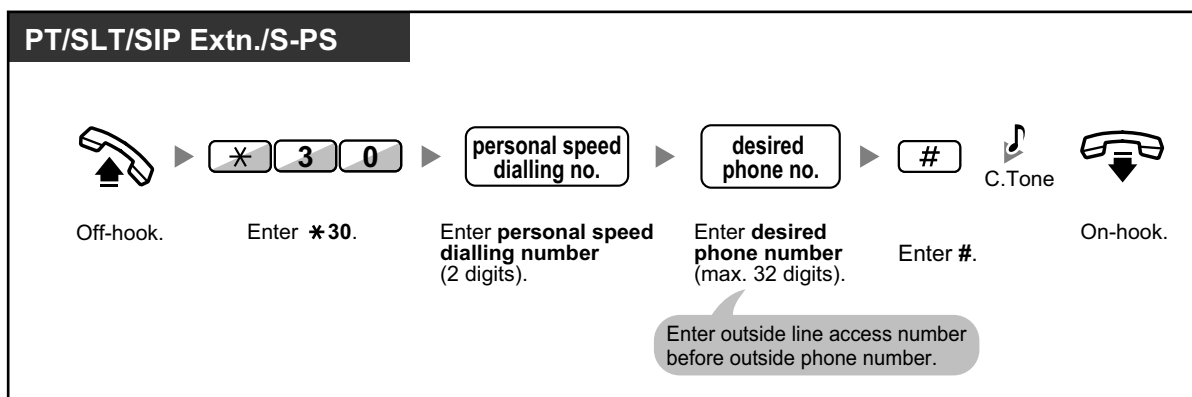 PT/SLT/SIP Extn./S-PS
* 3 0
personal speed
dialling no.
desired
phone no.
#
C.Tone
Off-hook.
Enter *30.
Enter personal speed
dialling number
(2 digits).
Enter desired
phone number
(max. 32 digits).
Enter #.
On-hook.
Enter outside line access number
before outside phone number.